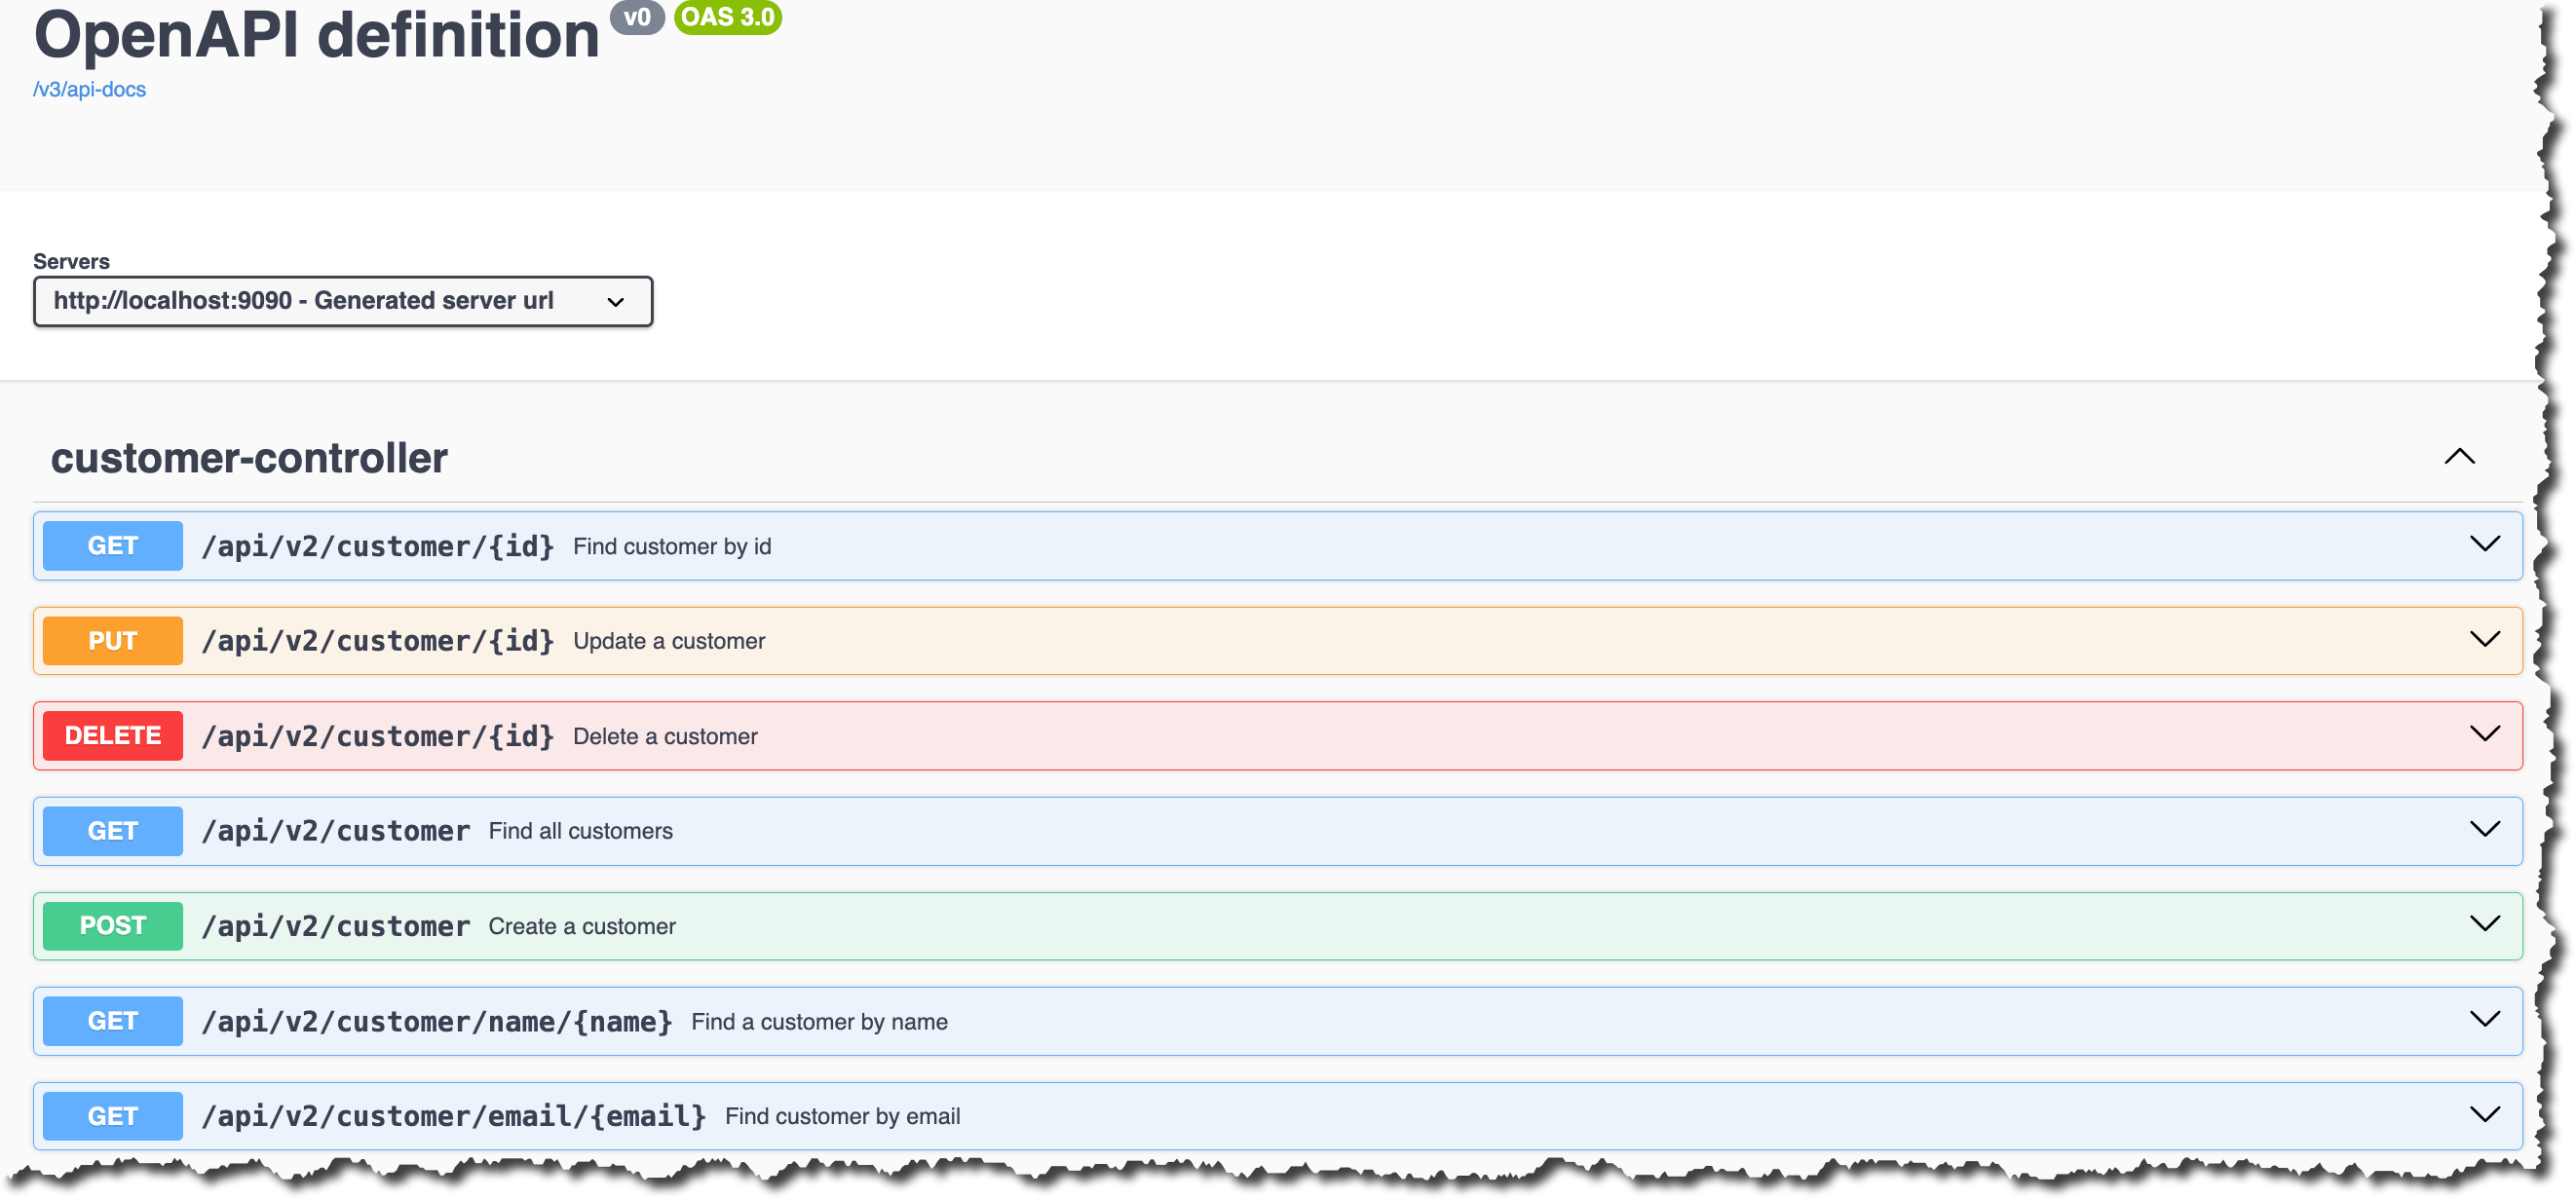 OpenAPI definition v0 OAS 3.0
/v3/api-docs
Servers
http://localhost:9090 - Generated server url
customer-controller
GET /api/v2/customer/{id} Find customer by id
PUT /api/v2/customer/{id} Update a customer
DELETE /api/v2/customer/{id} Delete a customer
GET /api/v2/customer Find all customers
POST /api/v2/customer Create a customer
GET /api/v2/customer/name/{name} Find a customer by name
GET /api/v2/customer/email/{email} Find customer by email